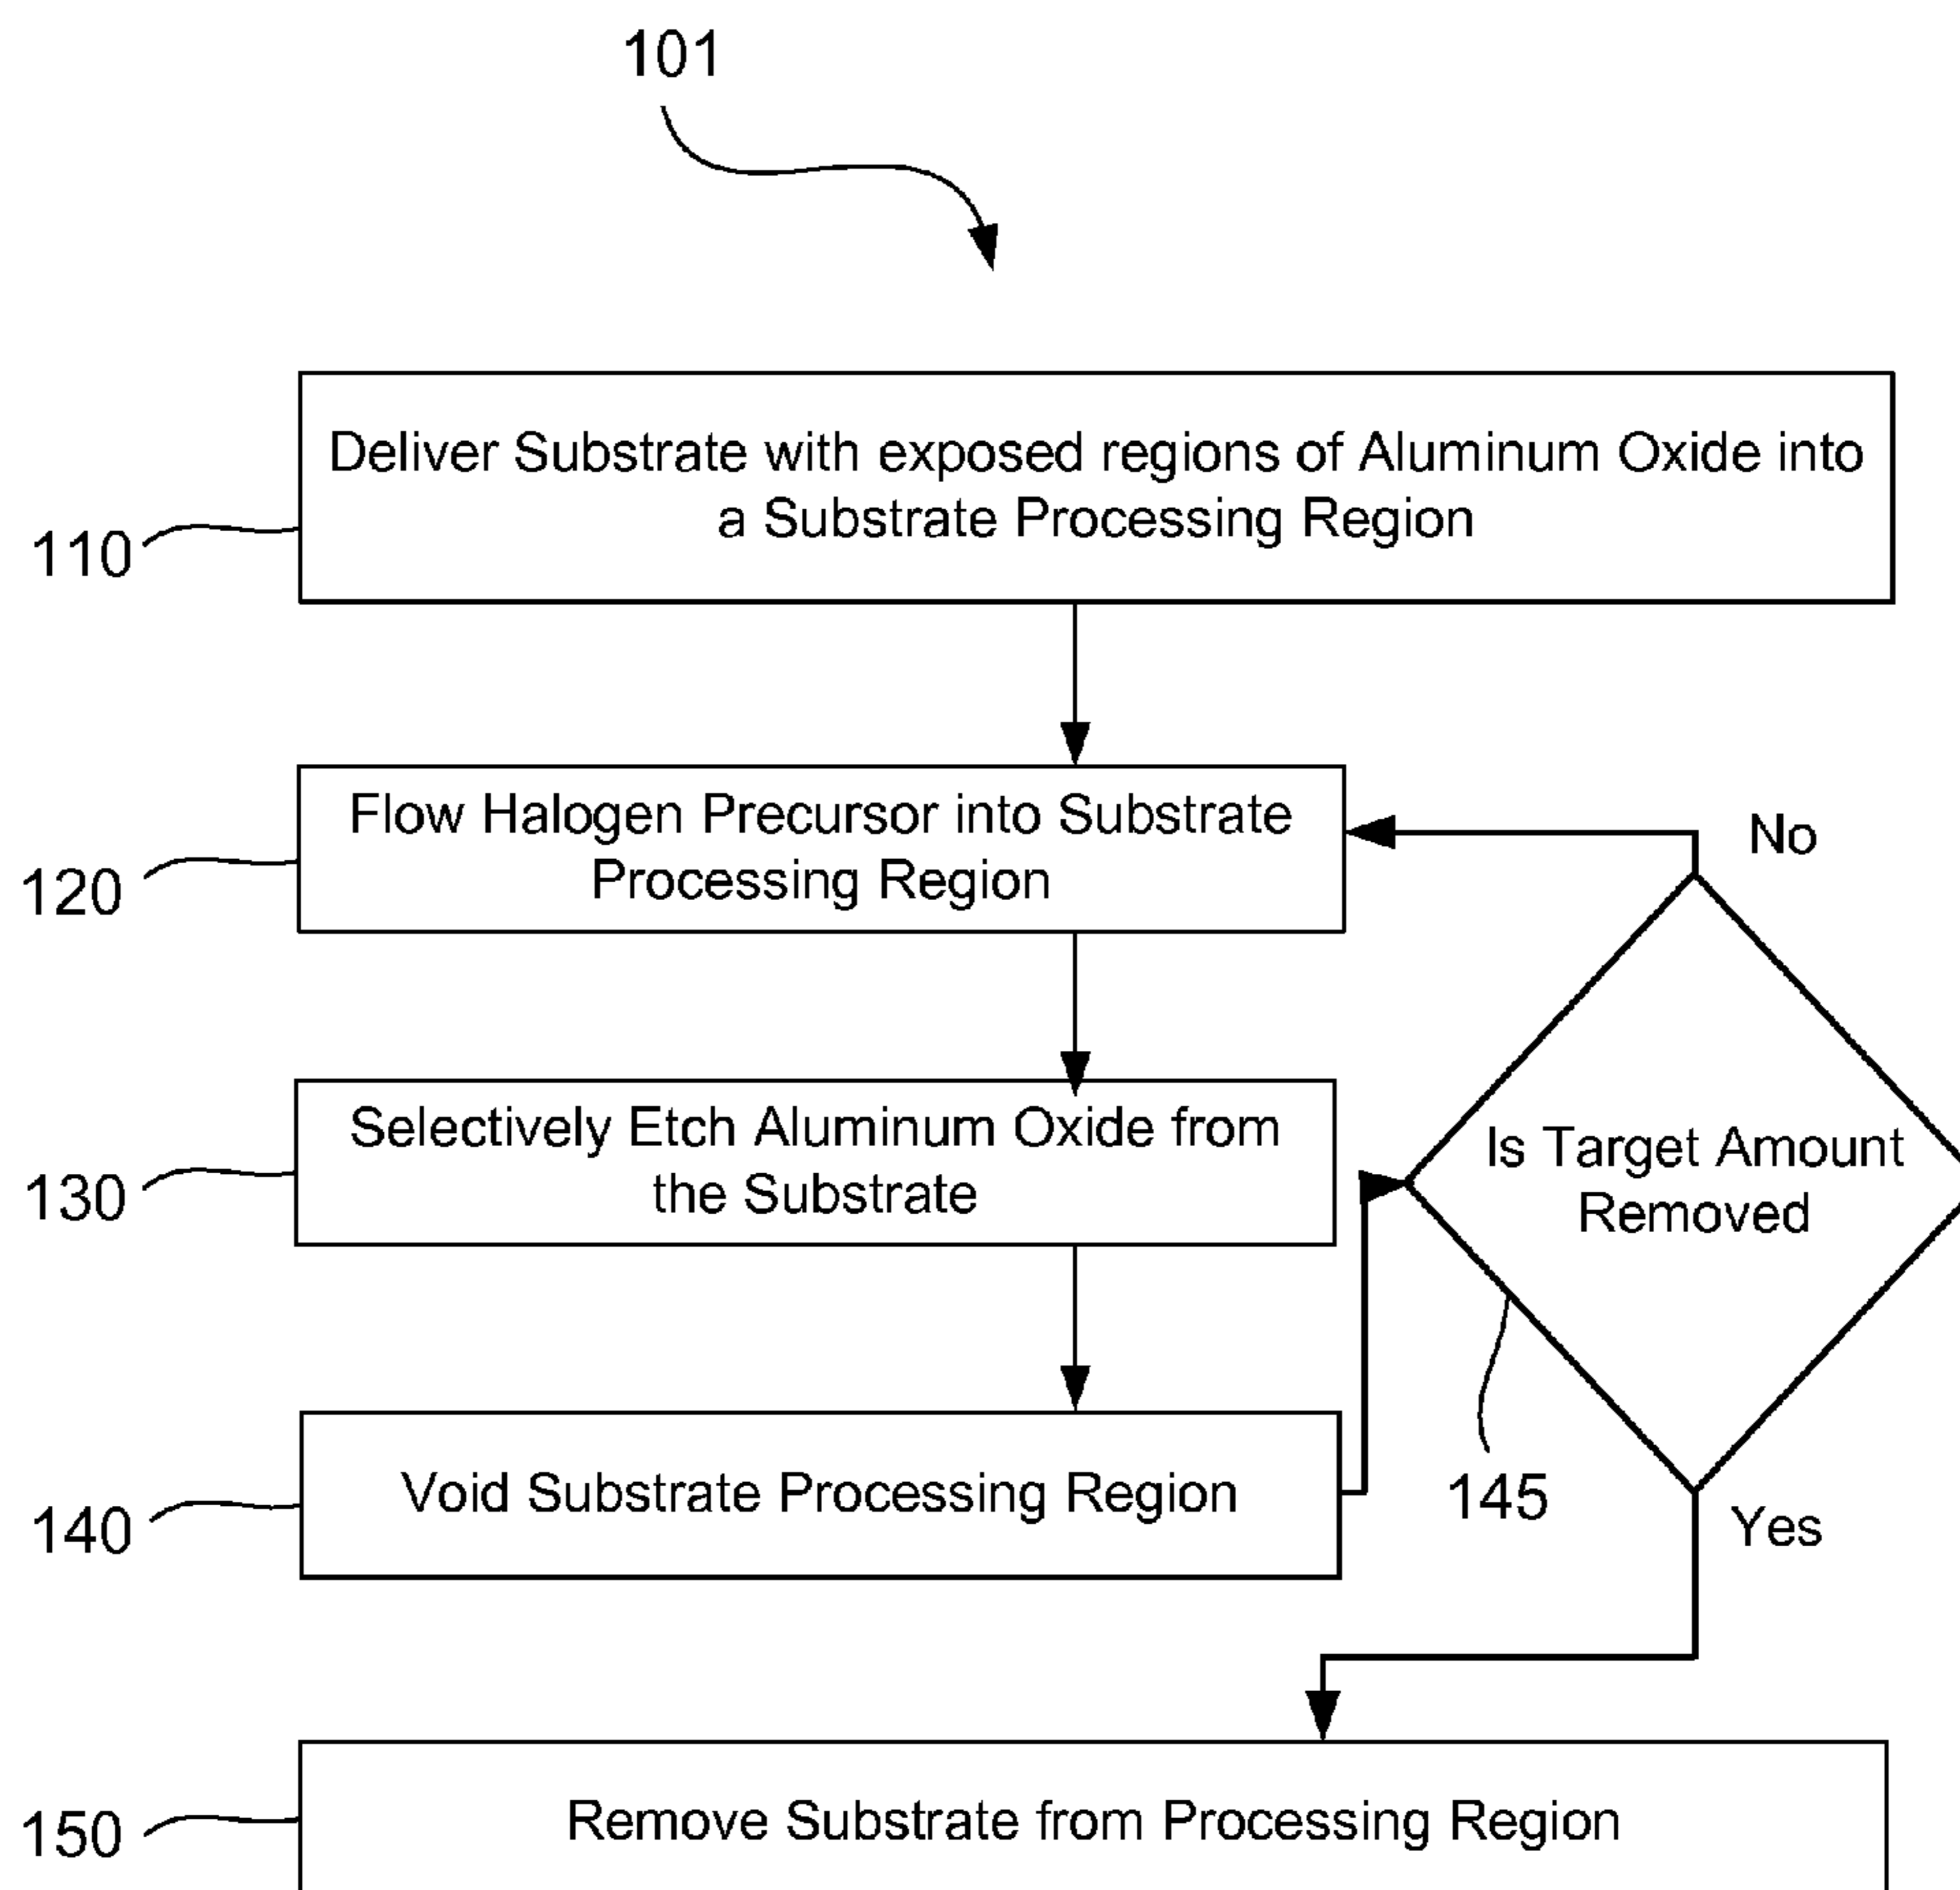 101
Deliver Substrate with exposed regions of Aluminum Oxide into
a Substrate Processing Region
110
Flow Halogen Precursor into Substrate
Processing Region
120
No
Selectively Etch Aluminum Oxide from
the Substrate
130
Is Target Amount
Removed
Void Substrate Processing Region
140
145
Yes
Remove Substrate from Processing Region
150